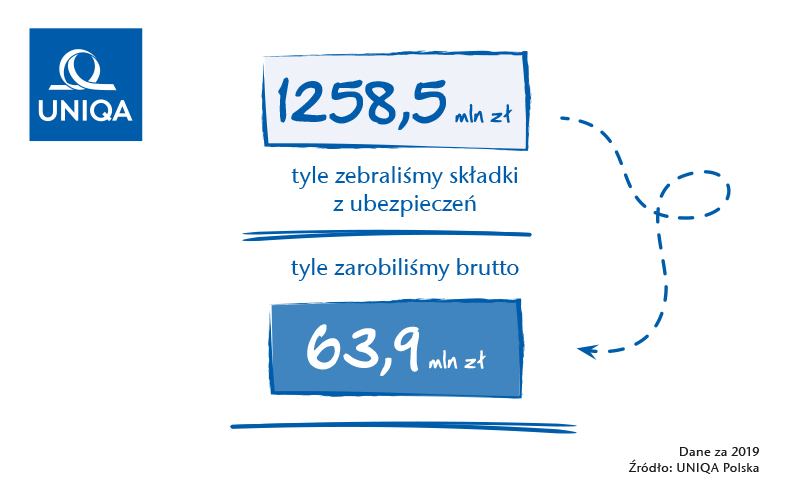 UNIQA
1258,5 mln zł
tyle zebraliśmy składki
z ubezpieczeń
tyle zarobiliśmy brutto
63,9 mln zł
Dane za 2019
Źródło: UNIQA Polska